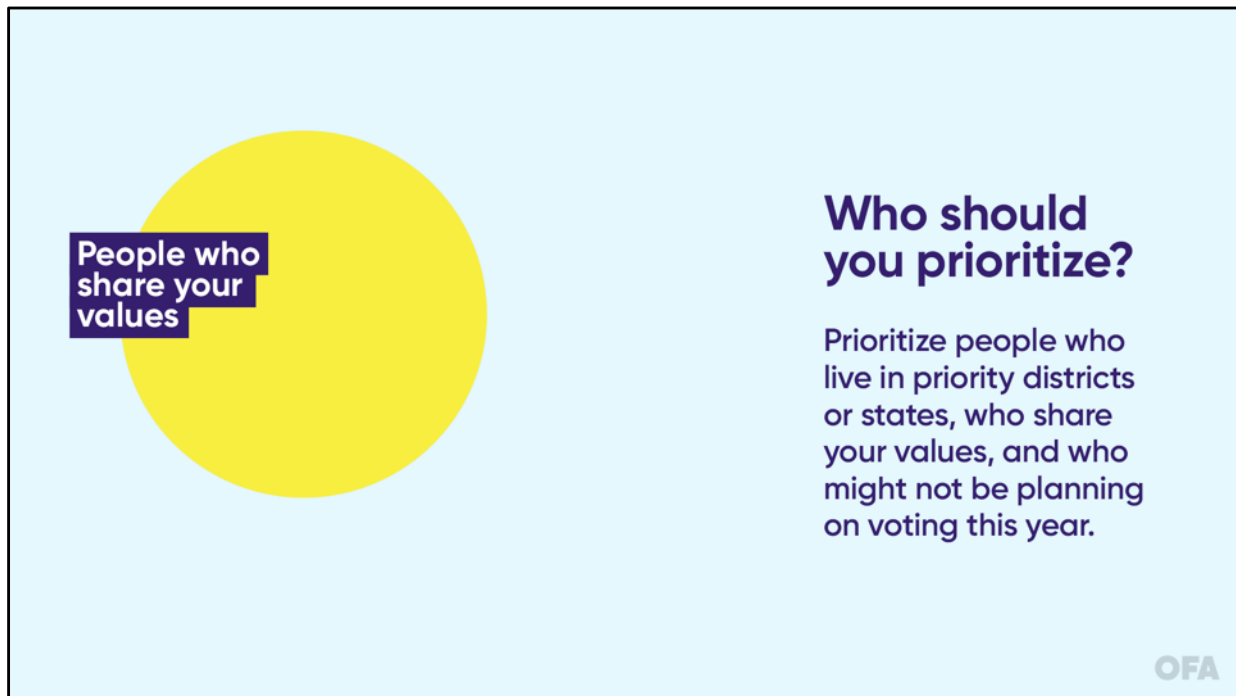 People who
share your
values
Who should
you prioritize?
Prioritize people who
live in priority districts
or states, who share
your values, and who
might not be planning
on voting this year.
OFA